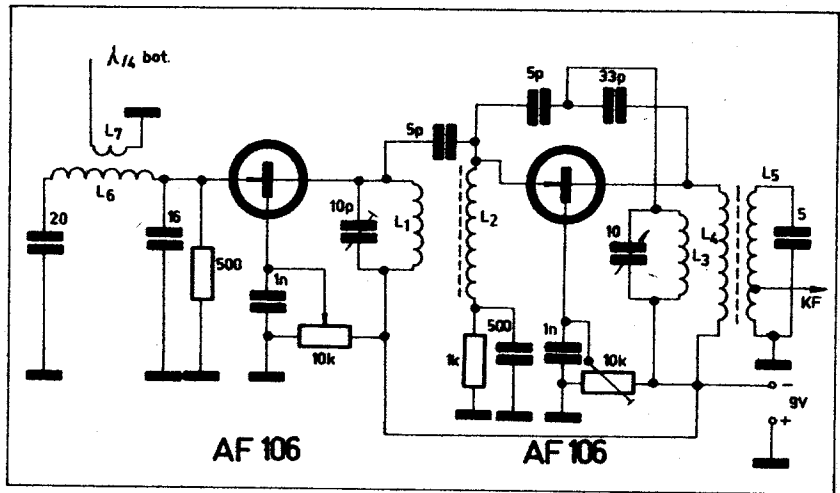 λ/4 bot.
L7
L6
20
16
500
1n
10k
10p
L1
5p
L2
1k
500
5p
33p
1n
10k
10
L3
L4
L5
5
KF
9V
-
+
AF 106
AF 106